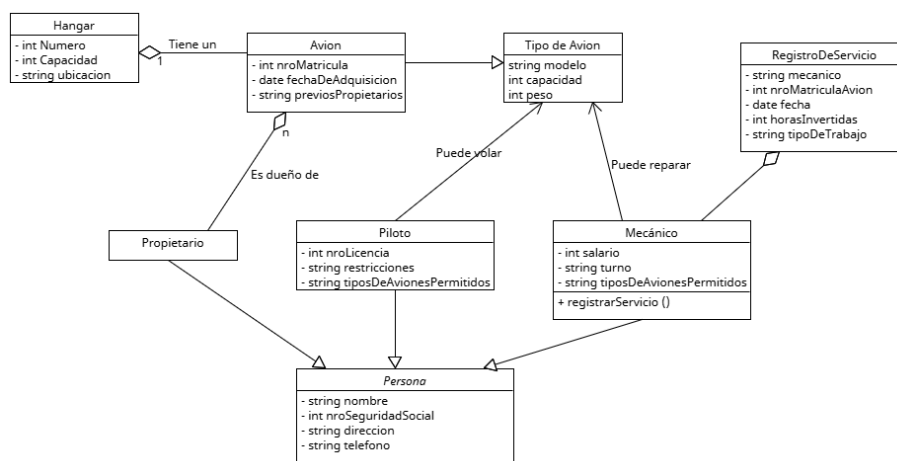 Hangar
- int Numero
- int Capacidad
- string ubicacion
1
Tiene un
Avion
- int nroMatricula
- date fechaDeAdquisicion
- string previosPropietarios
n
Tipo de Avion
string modelo
int capacidad
int peso
RegistroDeServicio
- string mecanico
- int nroMatriculaAvion
- date fecha
- int horasInvertidas
- string tipoDeTrabajo
Es dueño de
Puede volar
Puede reparar
Propietario
Piloto
- int nroLicencia
- string restricciones
- string tiposDeAvionesPermitidos
Mecánico
- int salario
- string turno
- string tiposDeAvionesPermitidos
+ registrarServicio ()
Persona
- string nombre
- int nroSeguridadSocial
- string direccion
- string telefono